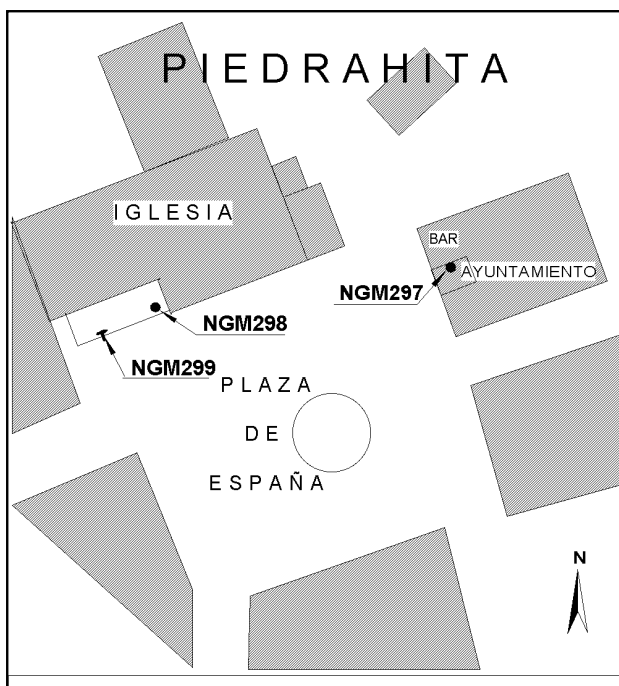 PIEDRAHITA
IGLESIA
BAR
AYUNTAMIENTO
NGM297
NGM298
NGM299
PLAZA
DE
ESPAÑA
N